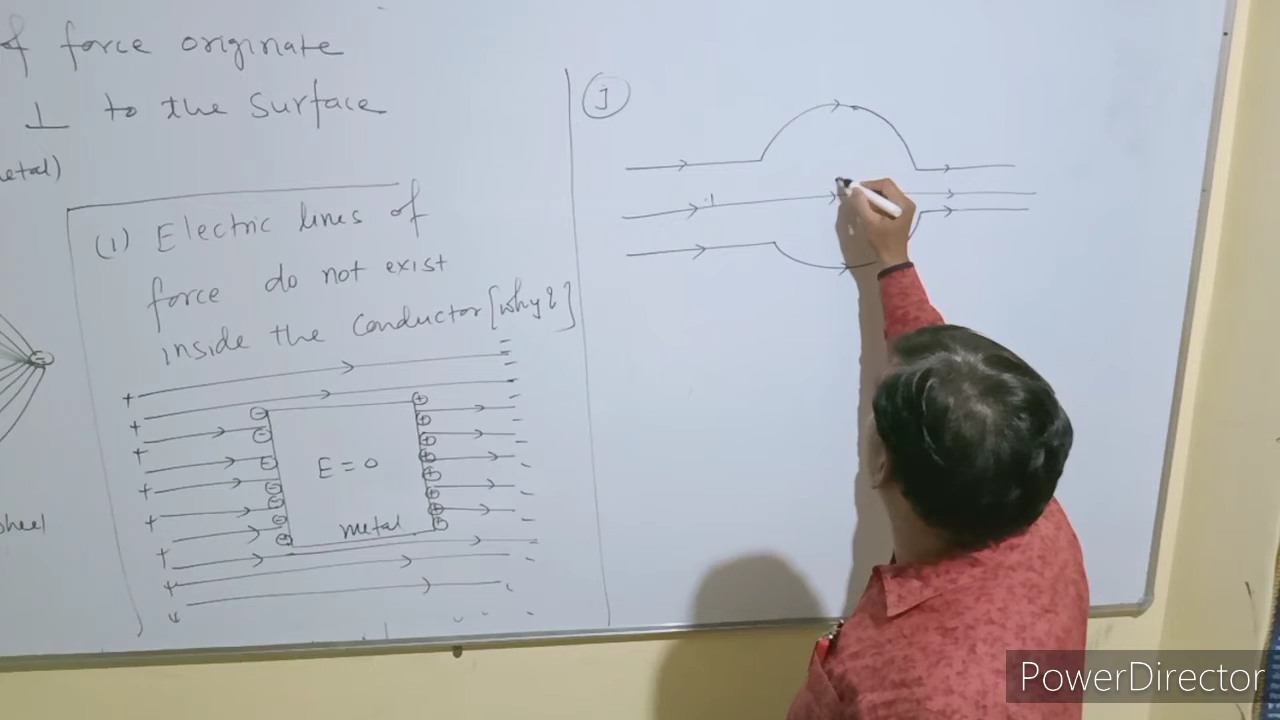 of force originate
⊥ to the surface
etal)
(1) Electric lines of
force do not exist
inside the conductor [why?]
E = 0
metal
J
PowerDirector